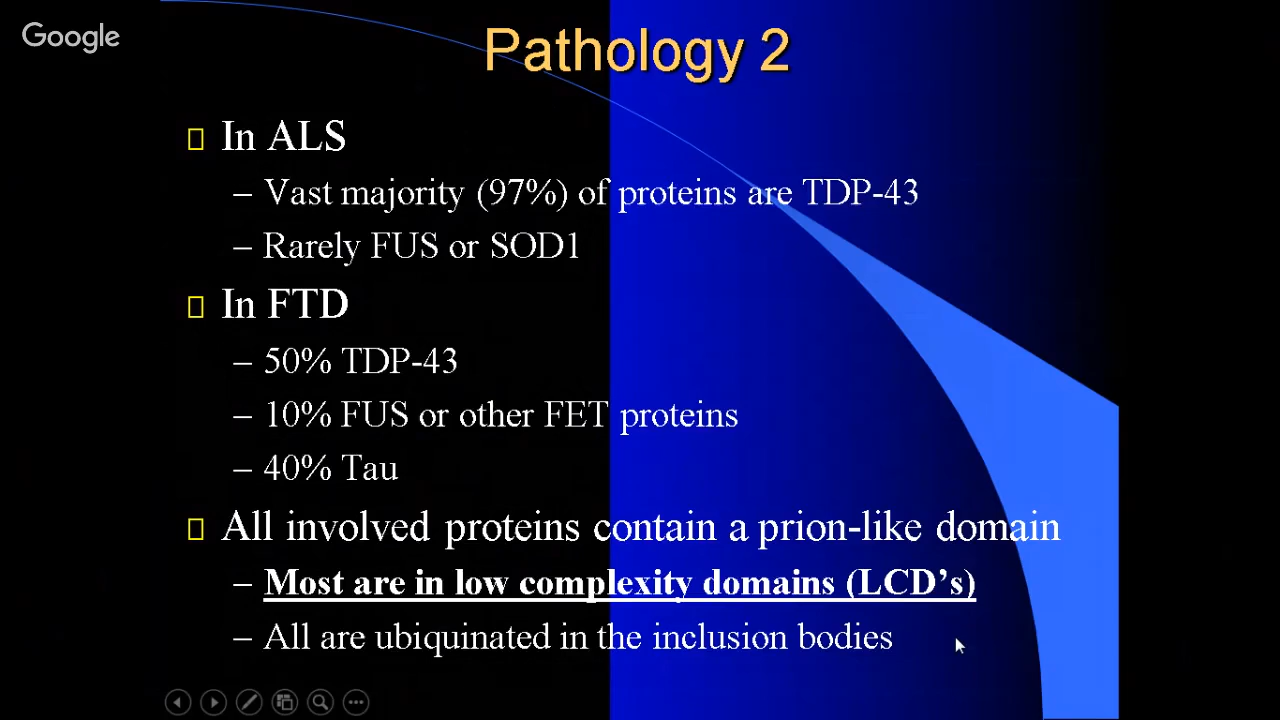 Google
Pathology 2
In ALS
– Vast majority (97%) of proteins are TDP-43
– Rarely FUS or SOD1
In FTD
– 50% TDP-43
– 10% FUS or other FET proteins
– 40% Tau
All involved proteins contain a prion-like domain
– Most are in low complexity domains (LCD's)
– All are ubiquinated in the inclusion bodies